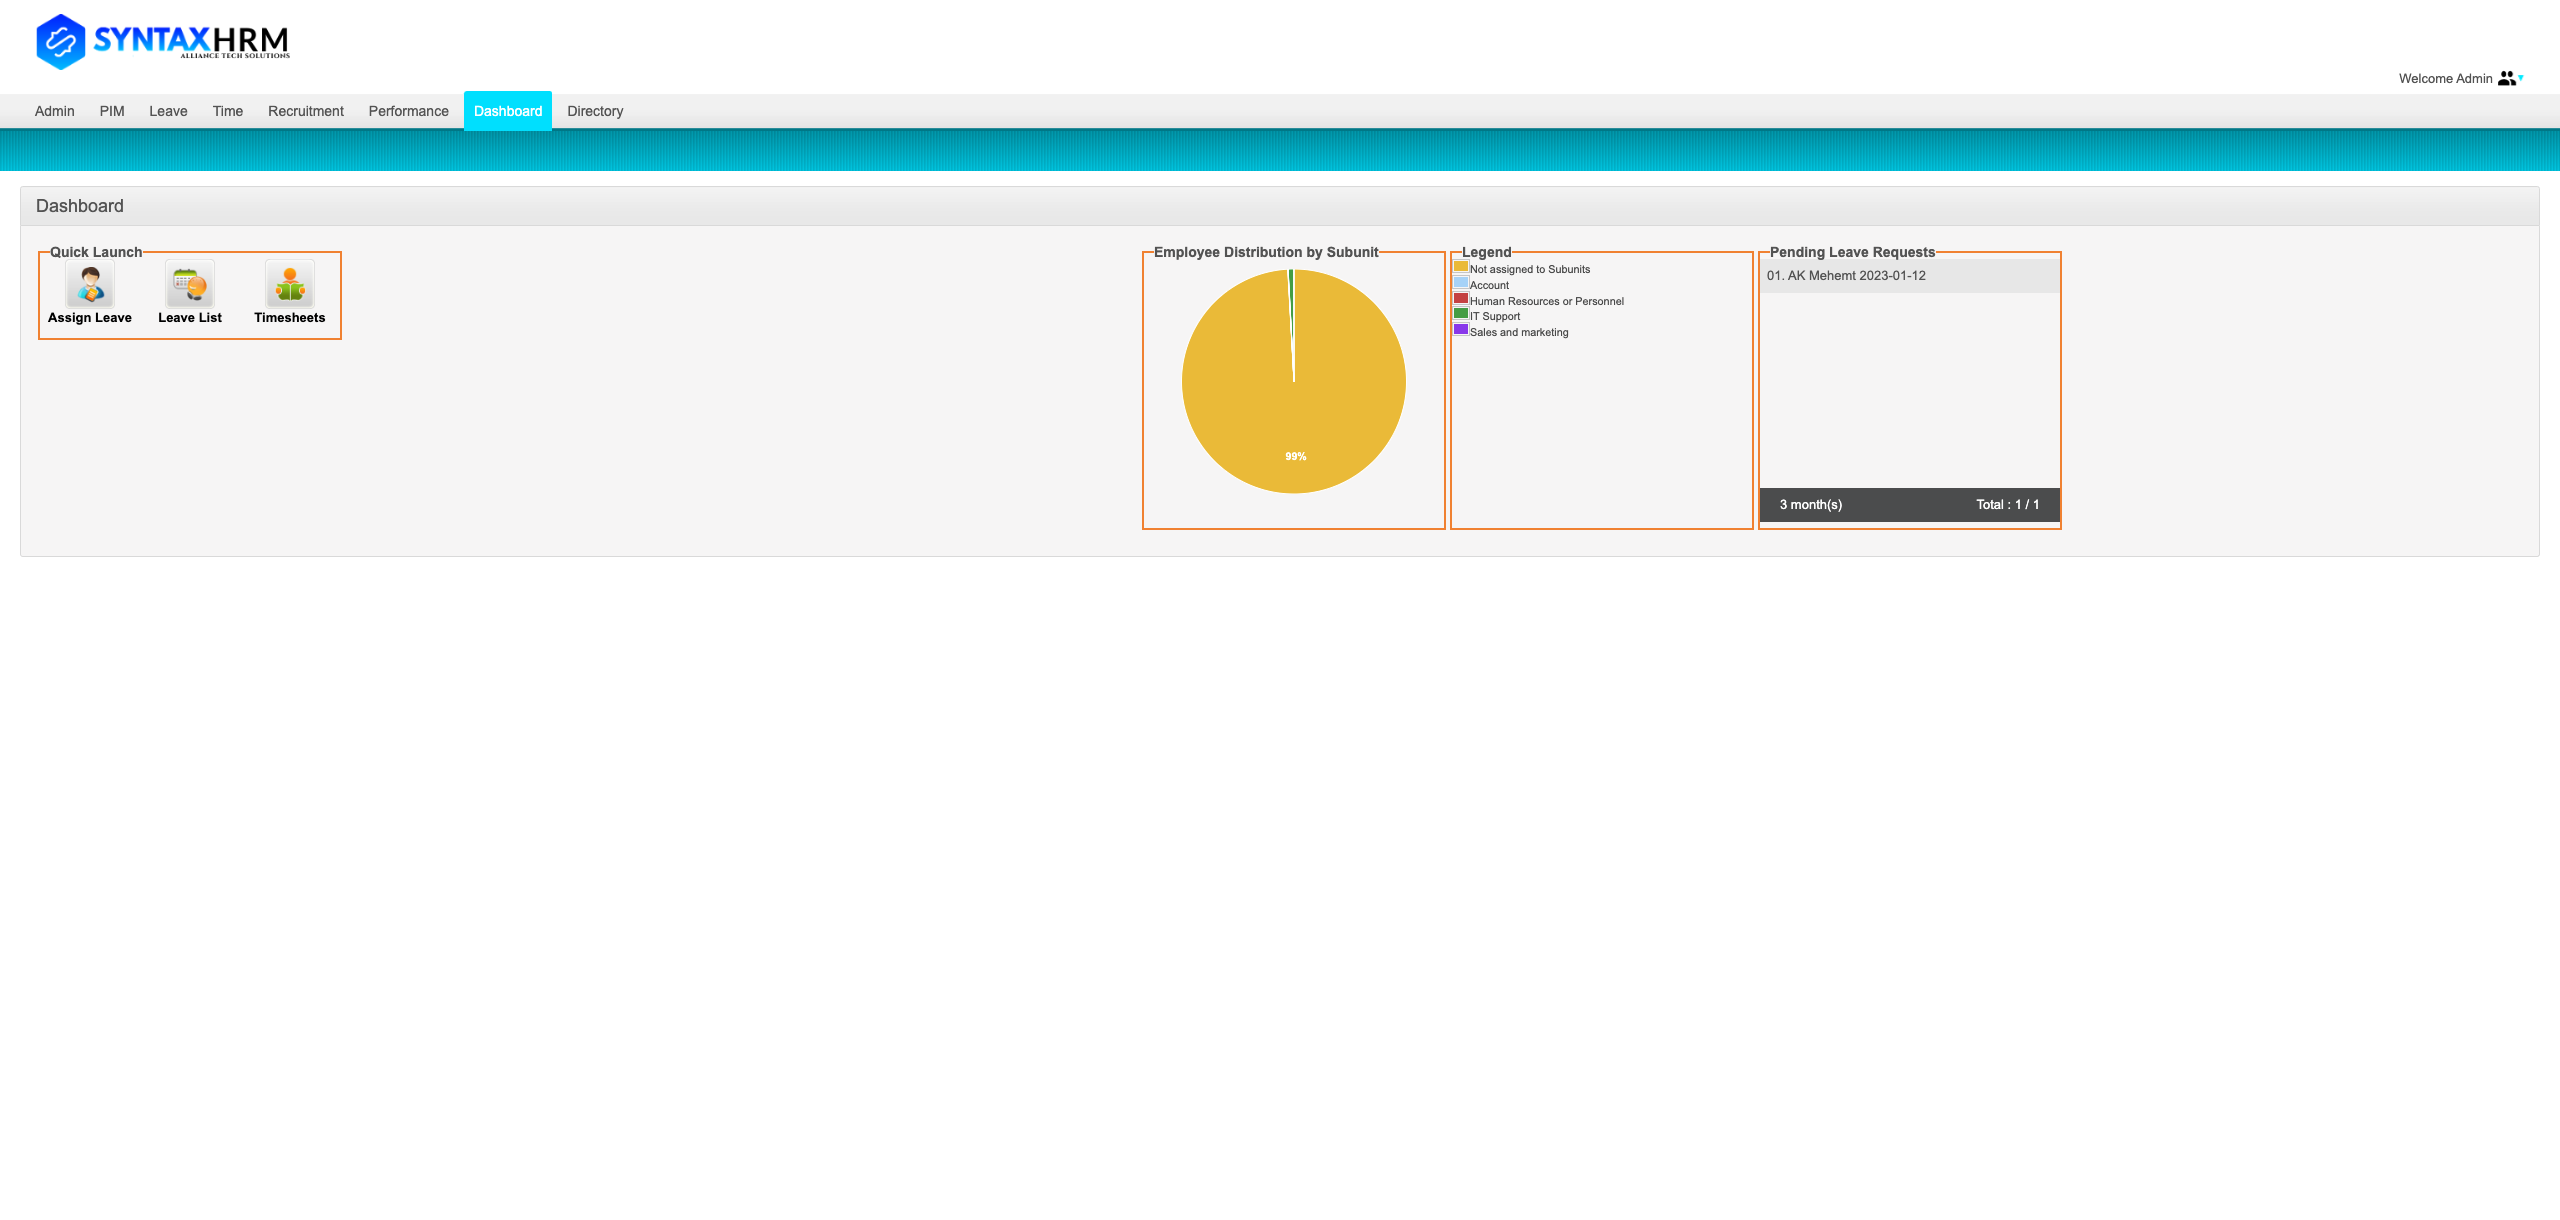 SYNTAXHRM
ALLIANCE TECH SOLUTIONS
Welcome Admin
Admin PIM Leave Time Recruitment Performance Dashboard Directory
Dashboard
Quick Launch
Assign Leave Leave List Timesheets
Employee Distribution by Subunit
99%
Legend
Not assigned to Subunits
Account
Human Resources or Personnel
IT Support
Sales and marketing
Pending Leave Requests
01. AK Mehemt 2023-01-12
3 month(s) Total : 1 / 1